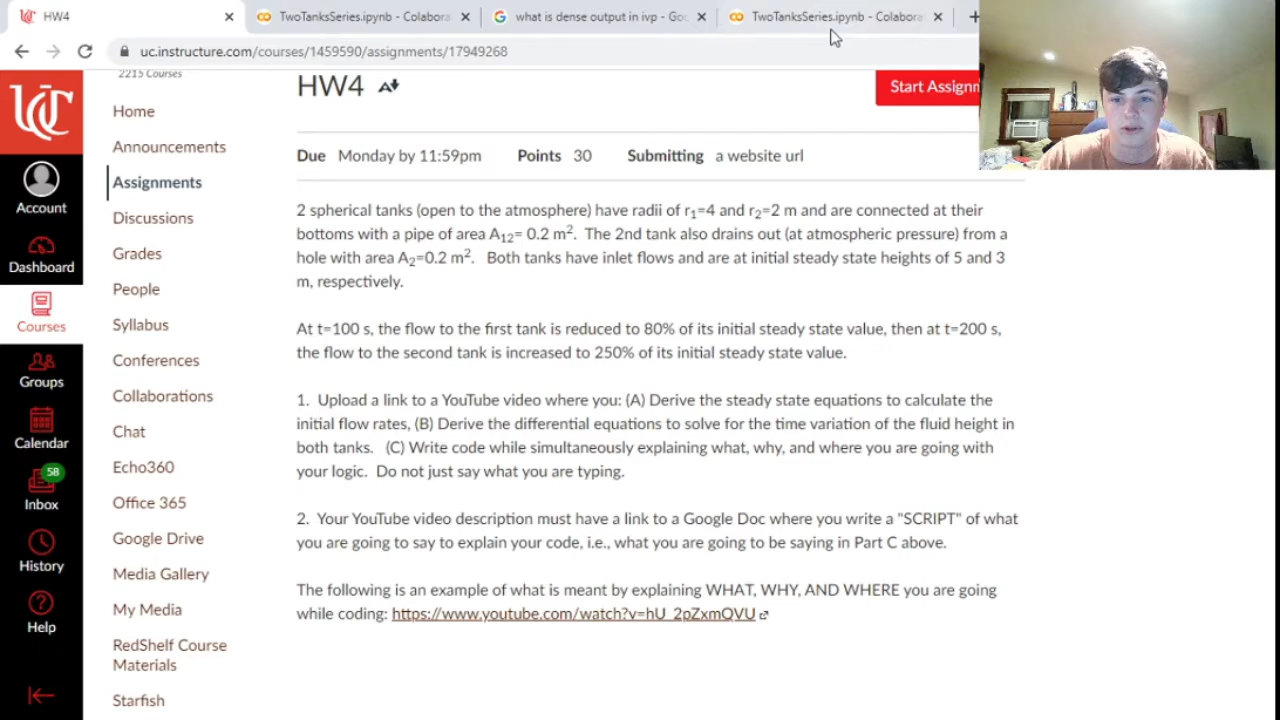 HW4
TwoTanksSeries.ipynb - Colabora
what is dense output in ivp - Goo
TwoTanksSeries.ipynb - Colabora
uc.instructure.com/courses/1459590/assignments/17949268
UC
Account
Dashboard
Courses
Groups
Calendar
58
Inbox
History
Help
2215 Courses
Home
Announcements
Assignments
Discussions
Grades
People
Syllabus
Conferences
Collaborations
Chat
Echo360
Office 365
Google Drive
Media Gallery
My Media
RedShelf Course
Materials
Starfish
HW4
Start Assignm
Due Monday by 11:59pm Points 30 Submitting a website url
2 spherical tanks (open to the atmosphere) have radii of r₁=4 and r₂=2 m and are connected at their
bottoms with a pipe of area A₁₂= 0.2 m². The 2nd tank also drains out (at atmospheric pressure) from a
hole with area A₂=0.2 m². Both tanks have inlet flows and are at initial steady state heights of 5 and 3
m, respectively.
At t=100 s, the flow to the first tank is reduced to 80% of its initial steady state value, then at t=200 s,
the flow to the second tank is increased to 250% of its initial steady state value.
1. Upload a link to a YouTube video where you: (A) Derive the steady state equations to calculate the
initial flow rates, (B) Derive the differential equations to solve for the time variation of the fluid height in
both tanks. (C) Write code while simultaneously explaining what, why, and where you are going with
your logic. Do not just say what you are typing.
2. Your YouTube video description must have a link to a Google Doc where you write a "SCRIPT" of what
you are going to say to explain your code, i.e., what you are going to be saying in Part C above.
The following is an example of what is meant by explaining WHAT, WHY, AND WHERE you are going
while coding: https://www.youtube.com/watch?v=hU_2pZxmQVU